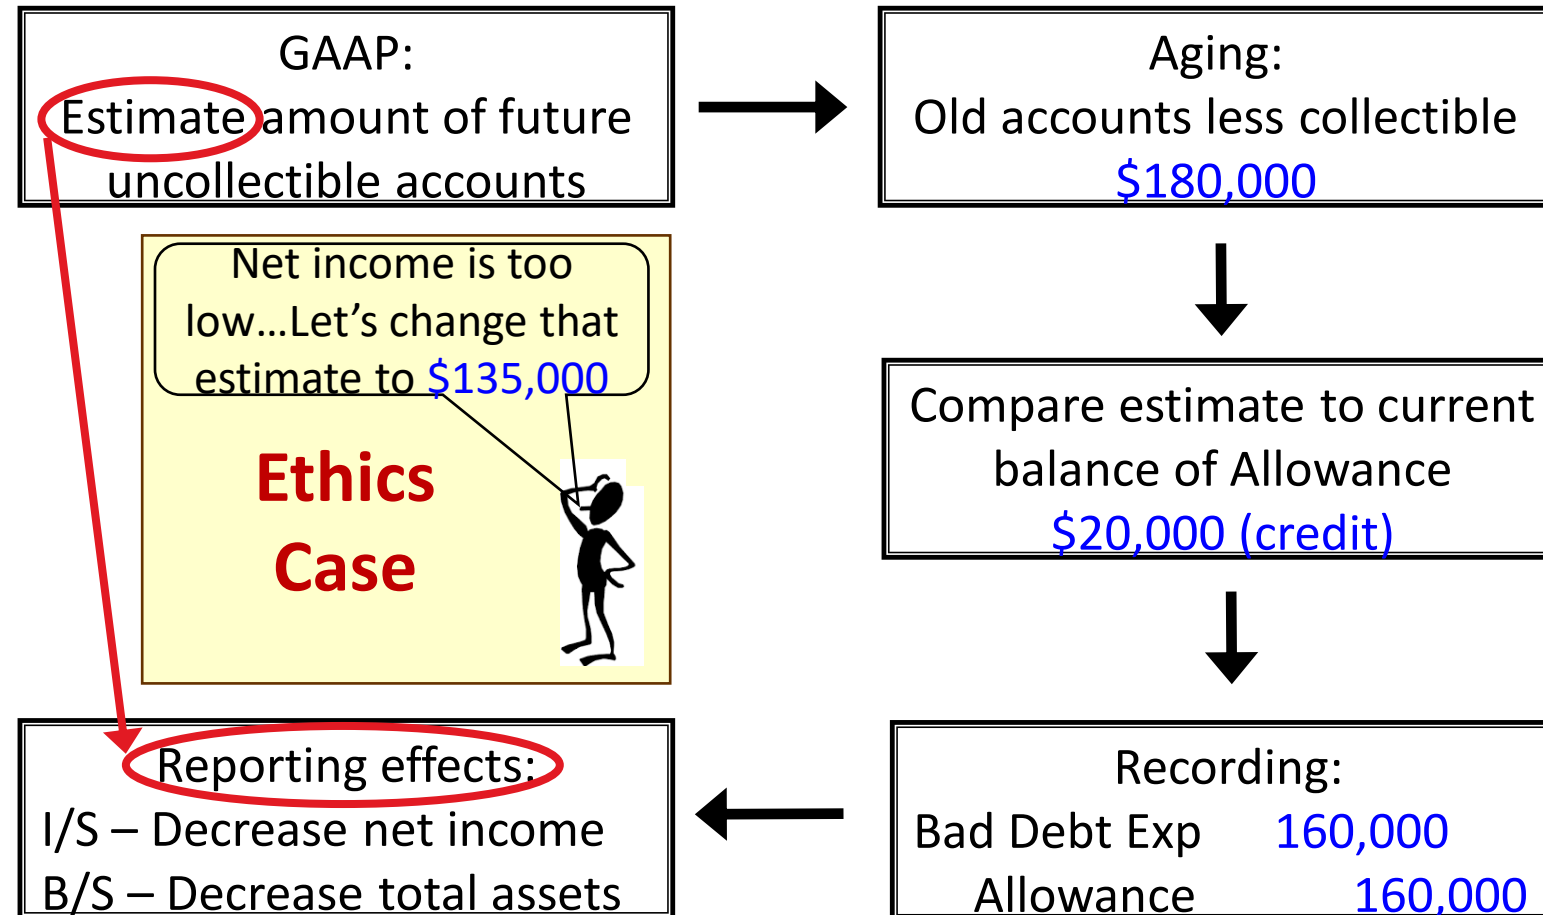 GAAP:
Estimate amount of future
uncollectible accounts
Aging:
Old accounts less collectible
$180,000
Net income is too
low…Let’s change that
estimate to $135,000
Ethics
Case
Compare estimate to current
balance of Allowance
$20,000 (credit)
Recording:
Bad Debt Exp 160,000
Allowance 160,000
Reporting effects:
I/S – Decrease net income
B/S – Decrease total assets